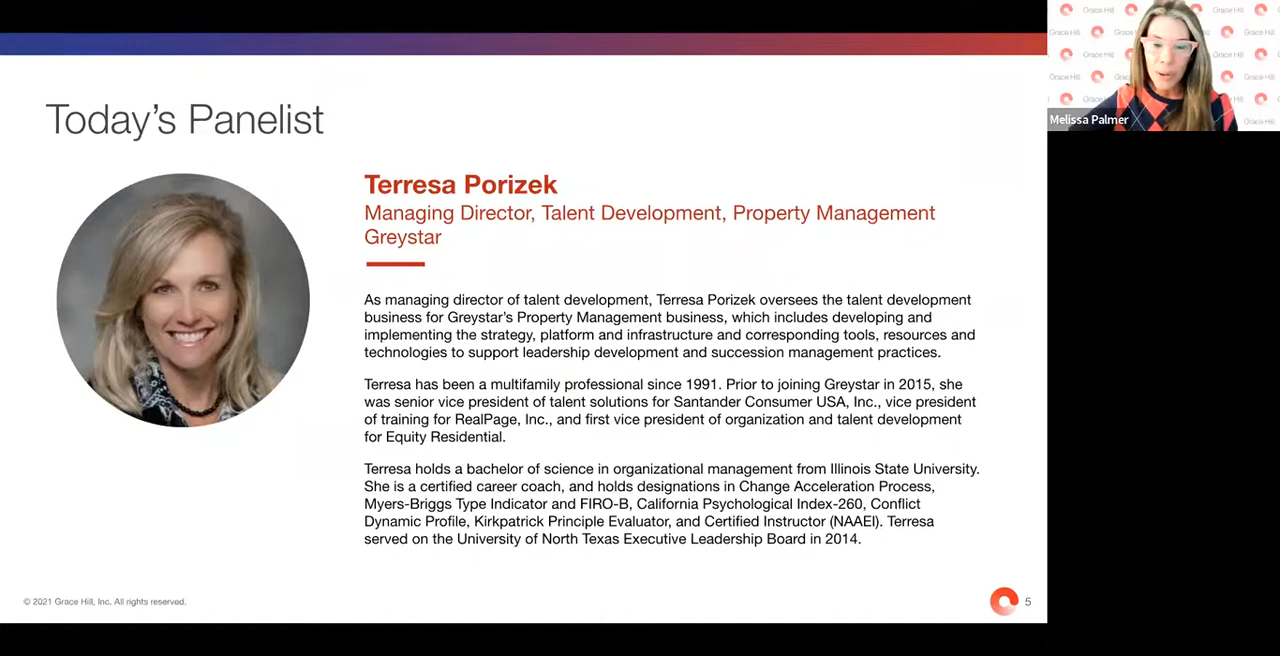 Today's Panelist
Terresa Porizek
Managing Director, Talent Development, Property Management
Greystar
As managing director of talent development, Terresa Porizek oversees the talent development
business for Greystar's Property Management business, which includes developing and
implementing the strategy, platform and infrastructure and corresponding tools, resources and
technologies to support leadership development and succession management practices.
Terresa has been a multifamily professional since 1991. Prior to joining Greystar in 2015, she
was senior vice president of talent solutions for Santander Consumer USA, Inc., vice president
of training for RealPage, Inc., and first vice president of organization and talent development
for Equity Residential.
Terresa holds a bachelor of science in organizational management from Illinois State University.
She is a certified career coach, and holds designations in Change Acceleration Process,
Myers-Briggs Type Indicator and FIRO-B, California Psychological Index-260, Conflict
Dynamic Profile, Kirkpatrick Principle Evaluator, and Certified Instructor (NAAEI). Terresa
served on the University of North Texas Executive Leadership Board in 2014.
© 2021 Grace Hill, Inc. All rights reserved.
5
Grace Hill
Melissa Palmer